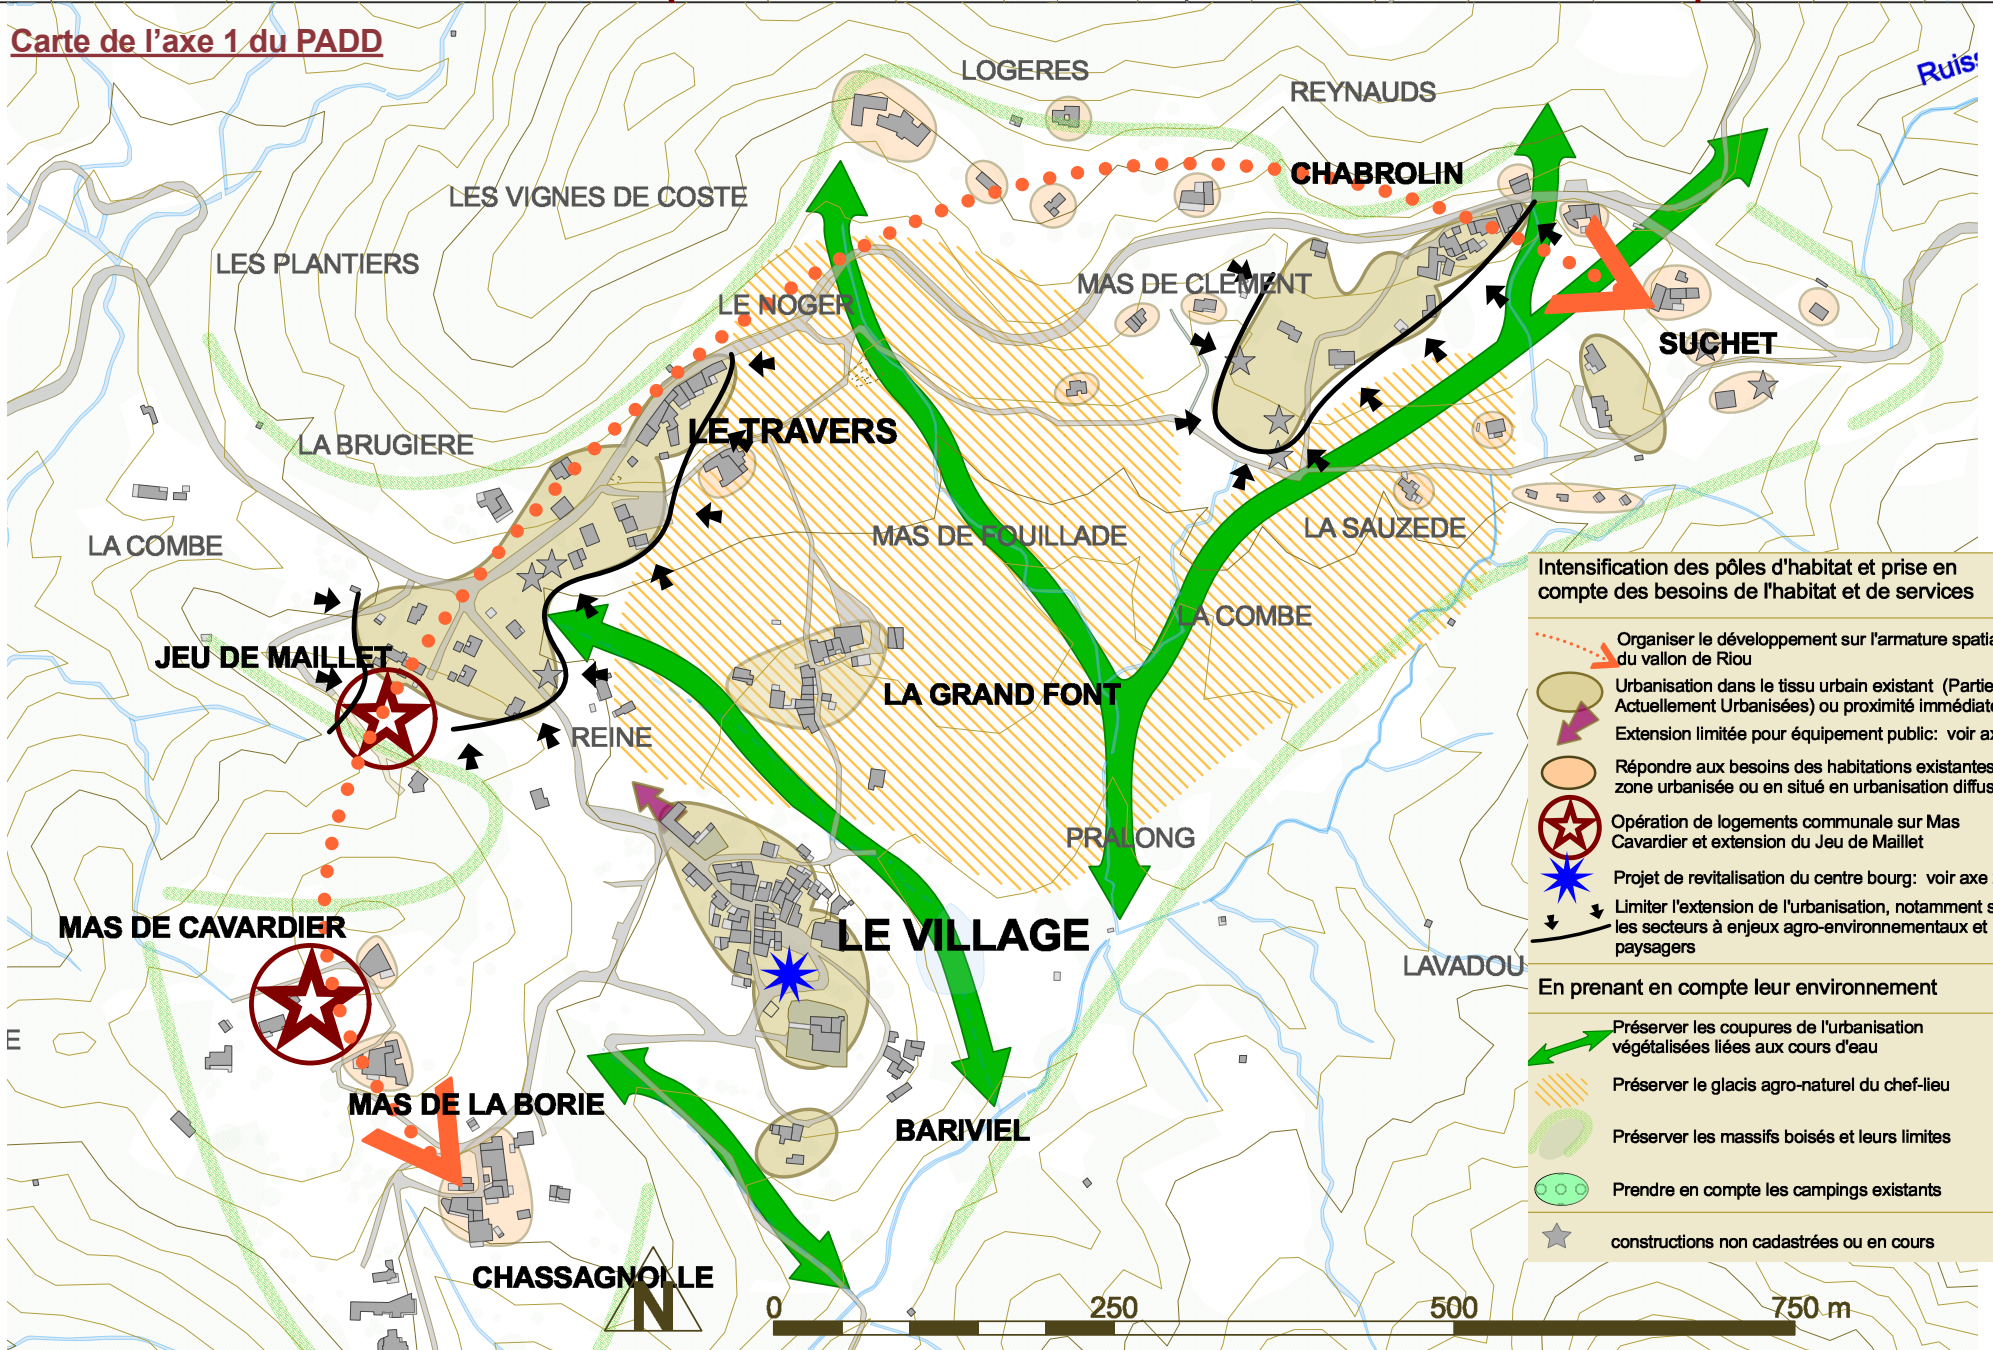 Carte de l'axe 1 du PADD
LOGERES
REYNAUDS
CHABROLIN
LES VIGNES DE COSTE
LES PLANTIERS
MAS DE CLEMENT
LE NOGER
SUCHET
LE TRAVERS
LA BRUGIERE
LA COMBE
MAS DE FOUILLADE
LA SAUZEDE
LA COMBE
JEU DE MAILLET
LA GRAND FONT
REINE
PRALONG
MAS DE CAVARDIER
LE VILLAGE
LAVADOU
E
MAS DE LA BORIE
BARIVIEL
CHASSAGNOLLE
N
0 250 500 750 m
Intensification des pôles d'habitat et prise en
compte des besoins de l'habitat et de services
Organiser le développement sur l'armature
du vallon de Riou
Urbanisation dans le tissu urbain existant (Partie
Actuellement Urbanisées) ou proximité
Extension limitée pour équipement public: voir
Répondre aux besoins des habitations existantes
zone urbanisée ou en situé en urbanisation
Opération de logements communale sur Mas
Cavardier et extension du Jeu de Maillet
Projet de revitalisation du centre bourg: voir axe
Limiter l'extension de l'urbanisation, notamment
les secteurs à enjeux agro-environnementaux et
paysagers
En prenant en compte leur environnement
Préserver les coupures de l'urbanisation
végétalisées liées aux cours d'eau
Préserver le glacis agro-naturel du chef-lieu
Préserver les massifs boisés et leurs limites
Prendre en compte les campings existants
constructions non cadastrées ou en cours